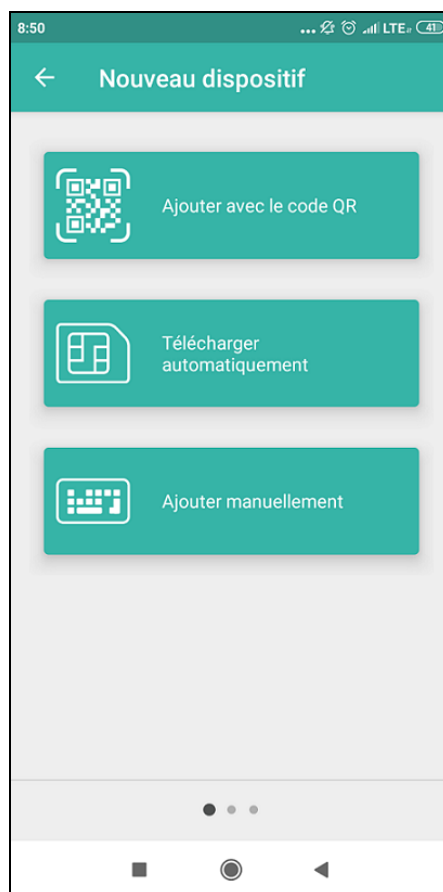 8:50
... LTE 41
Nouveau dispositif
Ajouter avec le code QR
Télécharger
automatiquement
Ajouter manuellement